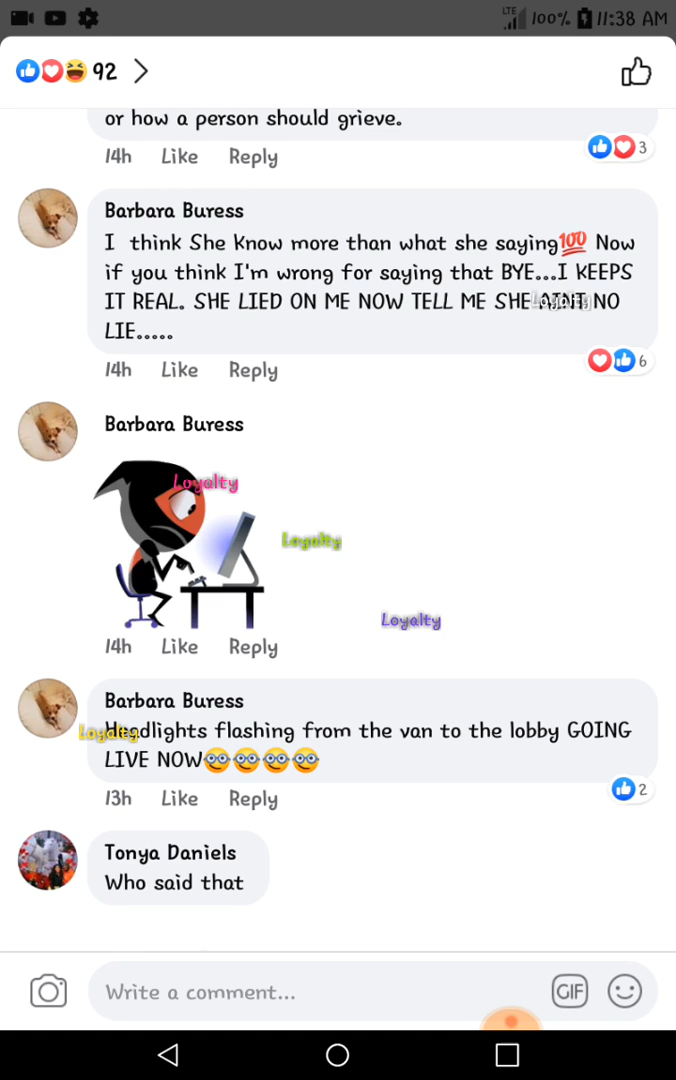 LTE 100% 11:38 AM
92
or how a person should grieve.
14h Like Reply 3
Barbara Buress
I think She Know more than what she saying💯 Now
if you think I'm wrong for saying that BYE...I KEEPS
IT REAL. SHE LIED ON ME NOW TELL ME SHE AINT NO
Loyalty
LIE.....
14h Like Reply 6
Barbara Buress
Loyalty
Loyalty
Loyalty
14h Like Reply
Barbara Buress
Loyalty
Headlights flashing from the van to the lobby GOING
LIVE NOW🤓🤓🤓🤓
13h Like Reply 2
Tonya Daniels
Who said that
Write a comment... GIF